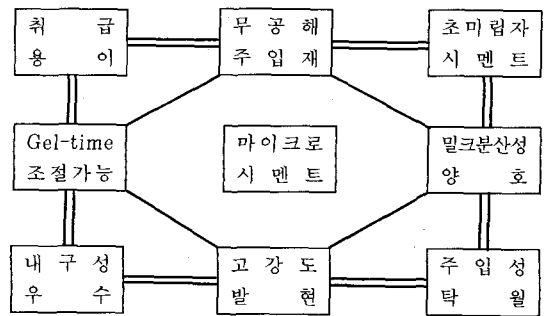 취 급
용 이
무 공 해
주 입 재
초미립자
시 멘 트
Gel-time
조절가능
마이크로
시 멘 트
밀크분산성
양 호
내 구 성
우 수
고 강 도
발 현
주 입 성
탁 월